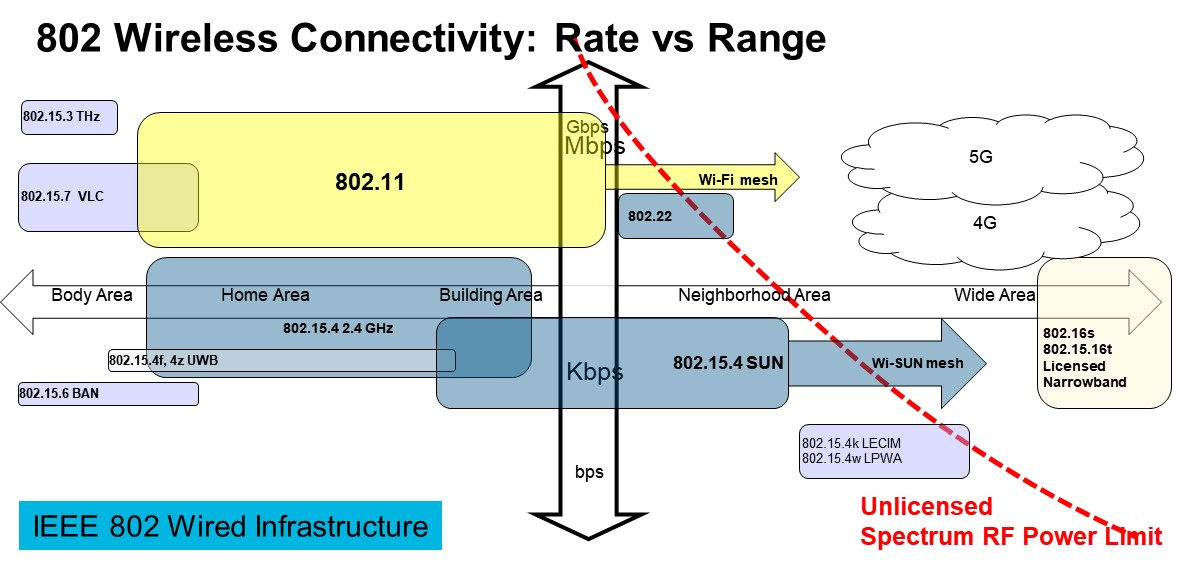 802 Wireless Connectivity: Rate vs Range
802.15.3 THz
Gbps
Mbps
802.15.7 VLC
802.11
Wi-Fi mesh
5G
802.22
4G
Body Area
Home Area
Building Area
Neighborhood Area
Wide Area
802.15.4 2.4 GHz
802.15.4f, 4z UWB
802.15.6 BAN
Kbps
802.15.4 SUN
Wi-SUN mesh
802.16s
802.15.16t
Licensed
Narrowband
802.15.4k LECIM
802.15.4w LPWA
bps
IEEE 802 Wired Infrastructure
Unlicensed
Spectrum RF Power Limit